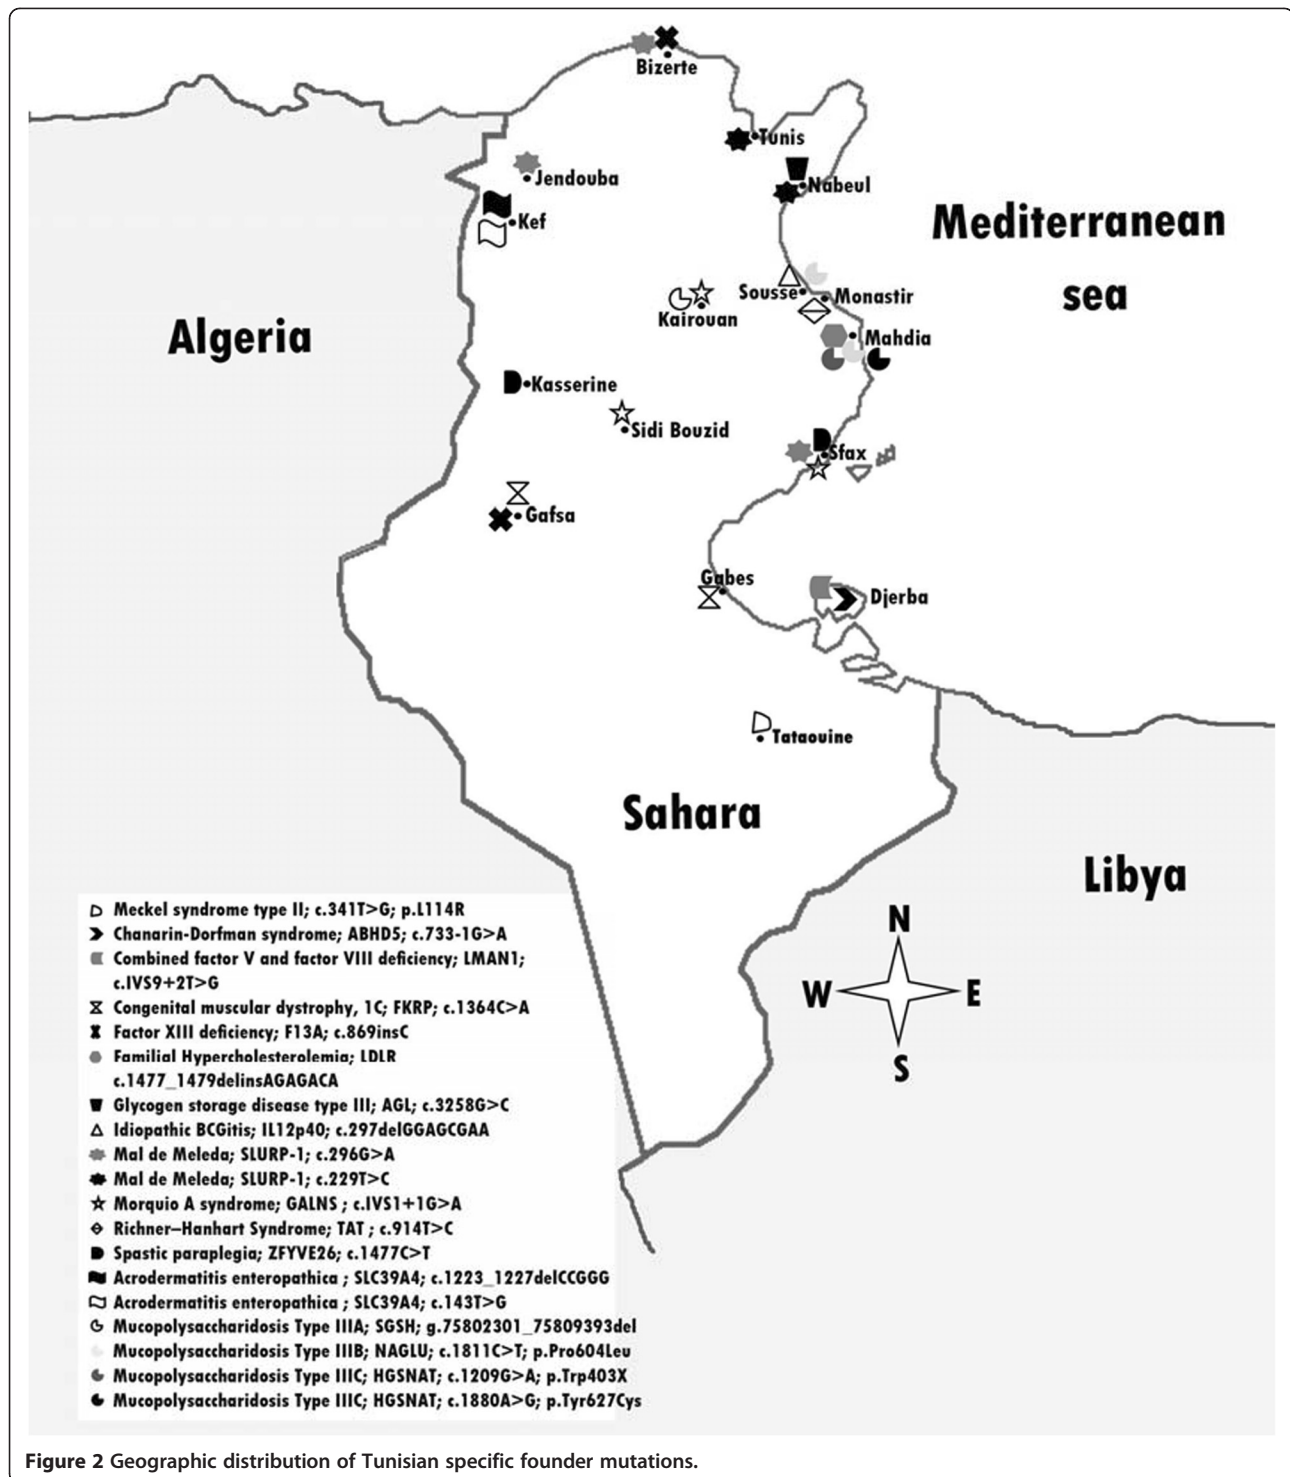 Bizerte
Tunis
Jendouba
Nabeul
Kef
Mediterranean
sea
Sousse
Monastir
Kairouan
Algeria
Mahdia
Kasserine
Sidi Bouzid
Sfax
Gafsa
Gabes
Djerba
Tataouine
Sahara
Libya
Meckel syndrome type II; c.341T>G; p.L114R
Chanarin-Dorfman syndrome; ABHD5; c.733-1G>A
Combined factor V and factor VIII deficiency; LMAN1;
c.IVS9+2T>G
Congenital muscular dystrophy, 1C; FKRP; c.1364C>A
Factor XIII deficiency; F13A; c.869insC
Familial Hypercholesterolemia; LDLR
c.1477_1479delinsAGAGACA
Glycogen storage disease type III; AGL; c.3258G>C
Idiopathic BCGitis; IL12p40; c.297delGGAGCGAA
Mal de Meleda; SLURP-1; c.296G>A
Mal de Meleda; SLURP-1; c.229T>C
Morquio A syndrome; GALNS ; c.IVS1+1G>A
Richner–Hanhart Syndrome; TAT ; c.914T>C
Spastic paraplegia; ZFYVE26; c.1477C>T
Acrodermatitis enteropathica ; SLC39A4; c.1223_1227delCCGGG
Acrodermatitis enteropathica ; SLC39A4; c.143T>G
Mucopolysaccharidosis Type IIIA; SGSH; g.75802301_75809393del
Mucopolysaccharidosis Type IIIB; NAGLU; c.1811C>T; p.Pro604Leu
Mucopolysaccharidosis Type IIIC; HGSNAT; c.1209G>A; p.Trp403X
Mucopolysaccharidosis Type IIIC; HGSNAT; c.1880A>G; p.Tyr627Cys
N
W E
S
Figure 2 Geographic distribution of Tunisian specific founder mutations.